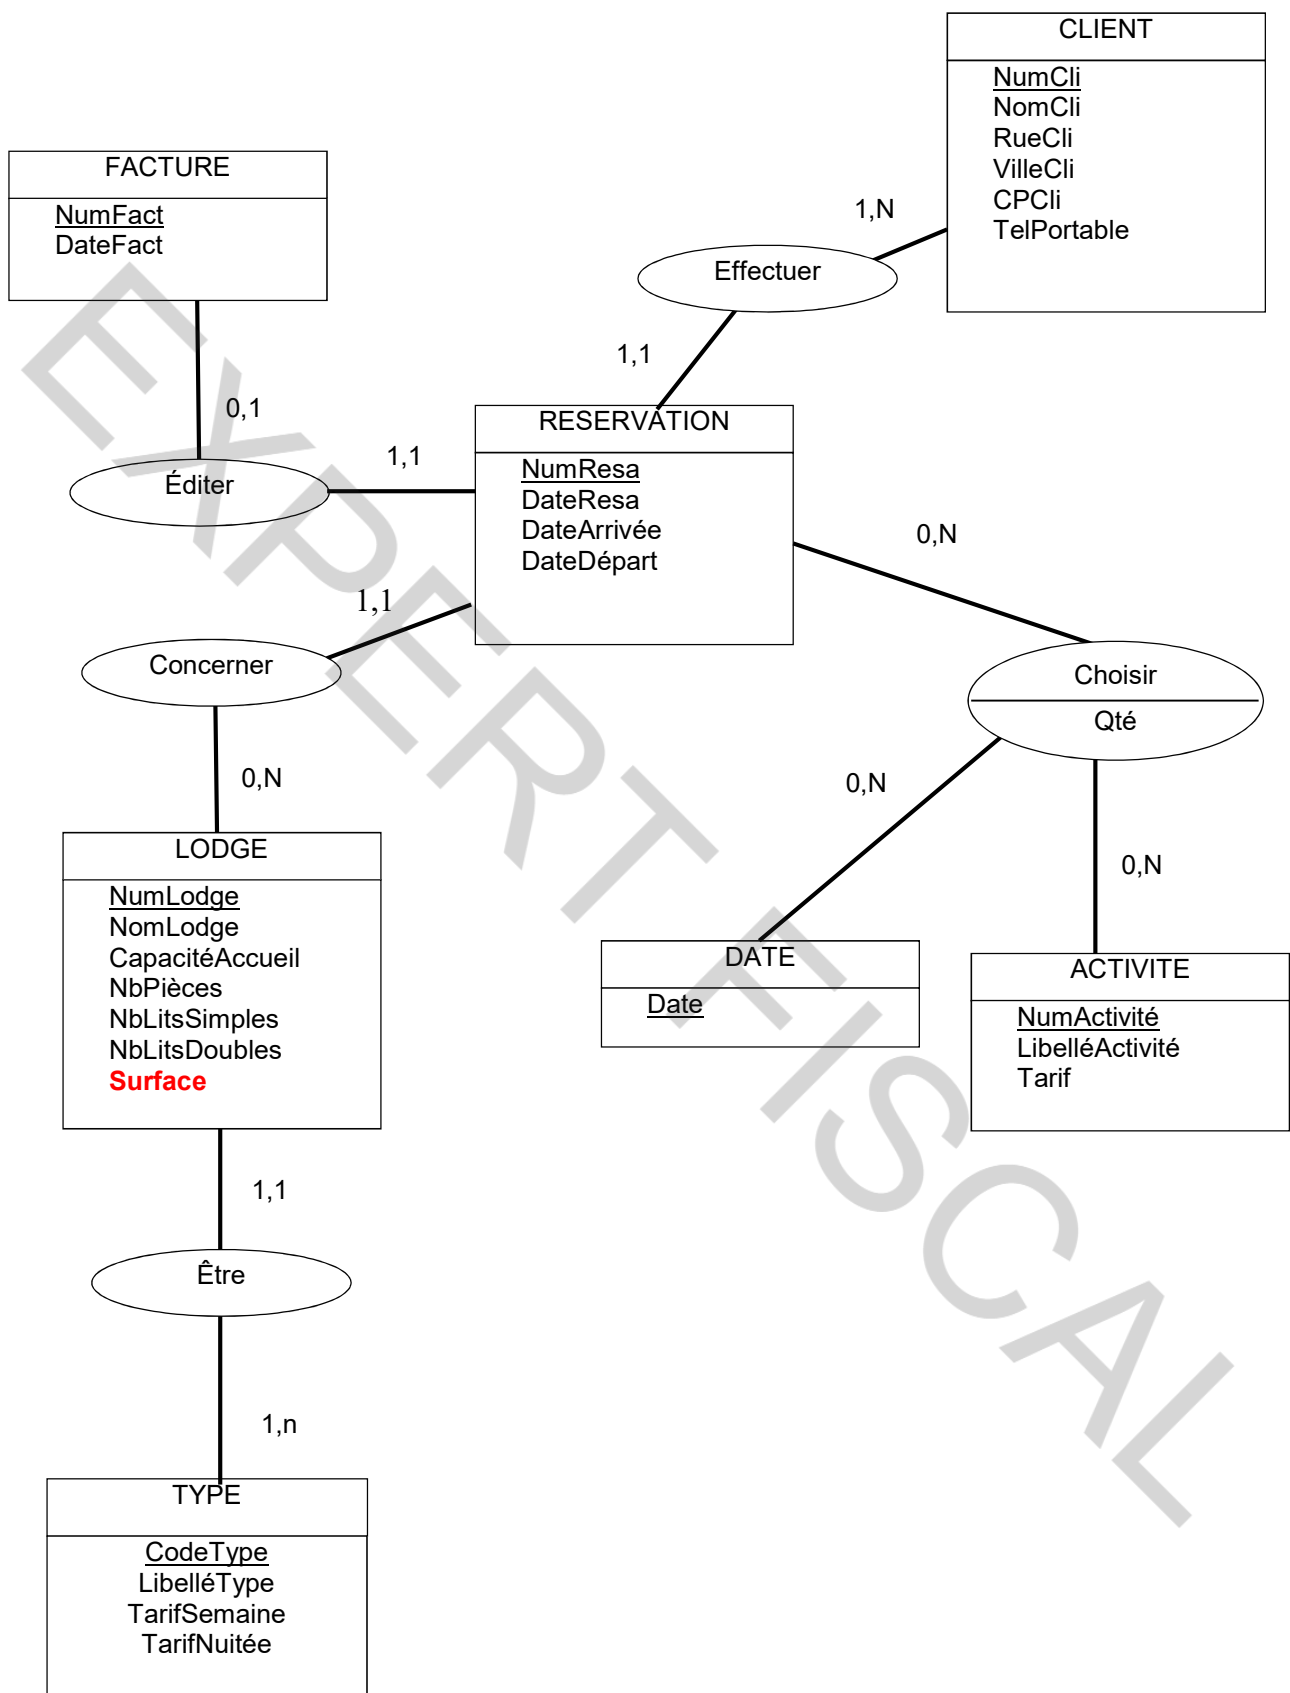 CLIENT
NumCli
NomCli
RueCli
VilleCli
CPCli
TelPortable
FACTURE
NumFact
DateFact
1,N
Effectuer
1,1
0,1
Éditer
1,1
RESERVATION
NumResa
DateResa
DateArrivée
DateDépart
0,N
1,1
Concerner
Choisir
Qté
0,N
0,N
0,N
LODGE
NumLodge
NomLodge
CapacitéAccueil
NbPièces
NbLitsSimples
NbLitsDoubles
Surface
DATE
Date
ACTIVITE
NumActivité
LibelléActivité
Tarif
1,1
Être
1,n
TYPE
CodeType
LibelléType
TarifSemaine
TarifNuitée
EXPERT FISCAL